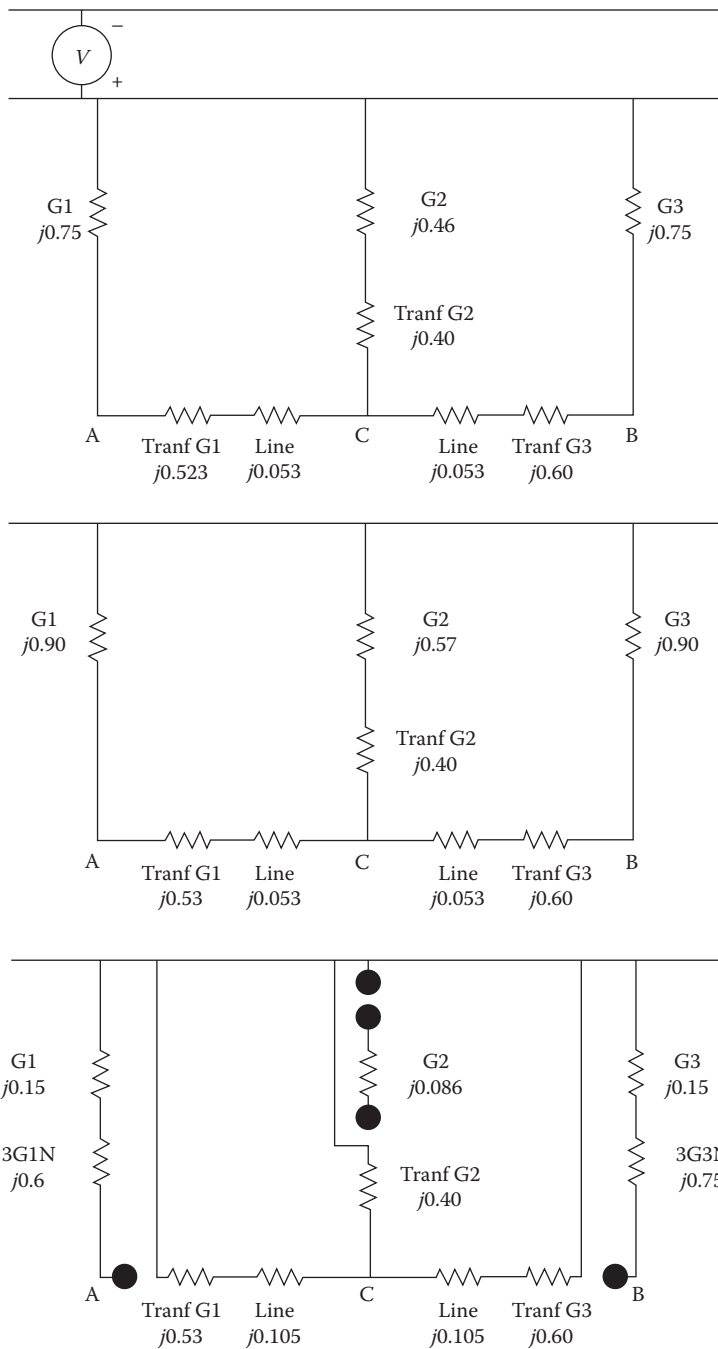 −
V
+
G1
j0.75
G2
j0.46
G3
j0.75
Tranf G2
j0.40
A
C
B
Tranf G1
j0.523
Line
j0.053
Line
j0.053
Tranf G3
j0.60
G1
j0.90
G2
j0.57
G3
j0.90
Tranf G2
j0.40
A
C
B
Tranf G1
j0.53
Line
j0.053
Line
j0.053
Tranf G3
j0.60
G1
j0.15
G2
j0.086
G3
j0.15
3G1N
j0.6
Tranf G2
j0.40
3G3N
j0.75
A
C
B
Tranf G1
j0.53
Line
j0.105
Line
j0.105
Tranf G3
j0.60